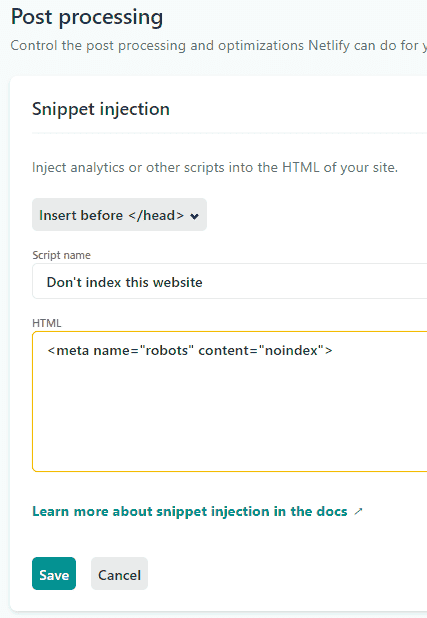 Post processing
Control the post processing and optimizations Netlify can do for
Snippet injection
Inject analytics or other scripts into the HTML of your site.
Insert before </head>
Script name
Don't index this website
HTML
<meta name="robots" content="noindex">
Learn more about snippet injection in the docs ↗
Save
Cancel